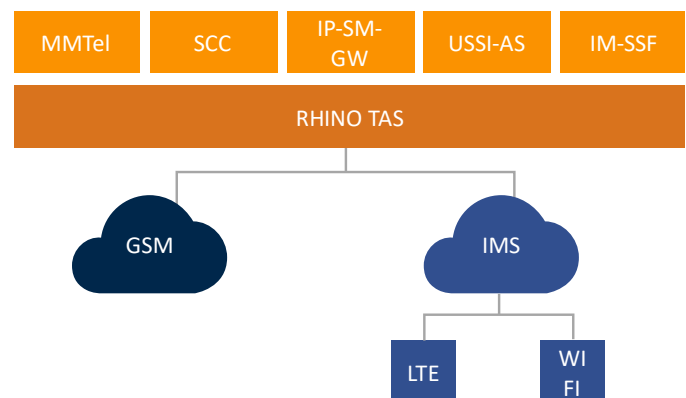 MMTel
SCC
IP-SM-
GW
USSI-AS
IM-SSF
RHINO TAS
GSM
IMS
LTE
WI
FI